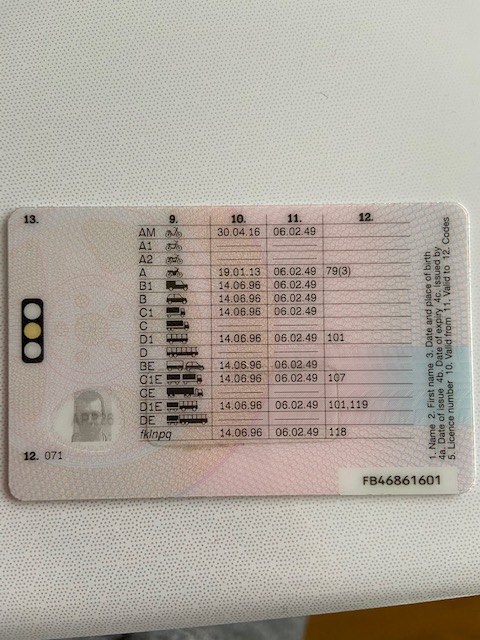 13. 9. 10. 11. 12.
AM 30.04.16 06.02.49
A1
A2
A 19.01.13 06.02.49 79(3)
B1 14.06.96 06.02.49
B 14.06.96 06.02.49
C1 14.06.96 06.02.49
C
D1 14.06.96 06.02.49 101
D
BE 14.06.96 06.02.49
C1E 14.06.96 06.02.49 107
CE
D1E 14.06.96 06.02.49 101,119
DE
fklnpq 14.06.96 06.02.49 118
12. 071
FB46861601
1. Name 2. First name 3. Date and place of birth
4a. Date of issue 4b. Date of expiry 4c. Issued by
5. Licence number 10. Valid from 11. Valid to 12. Codes